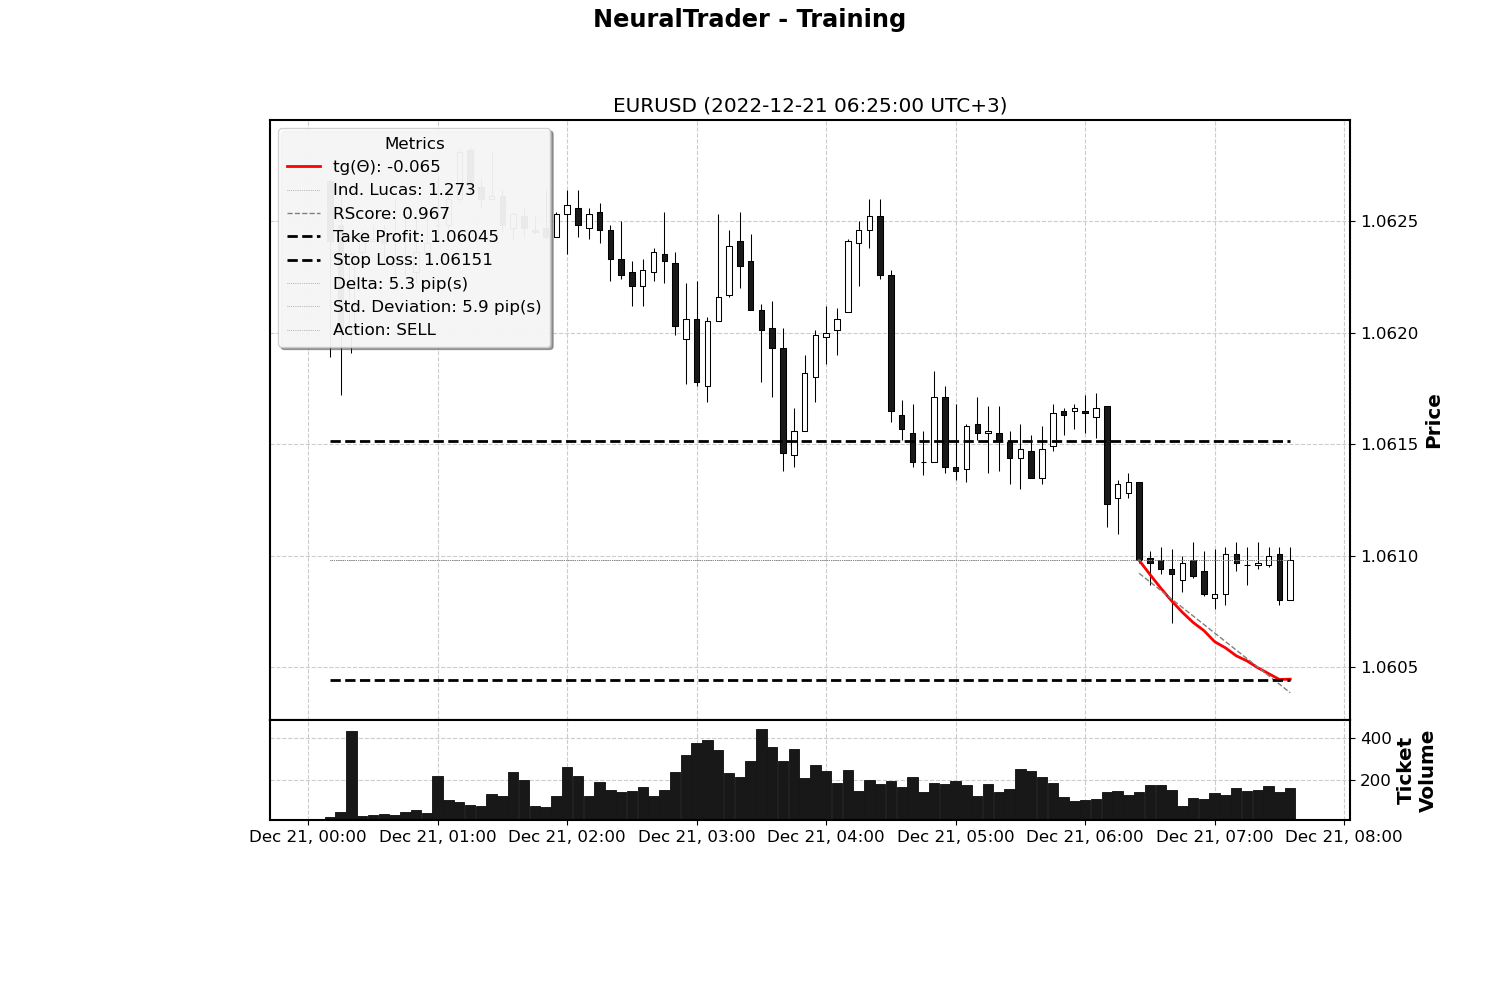 NeuralTrader - Training
EURUSD (2022-12-21 06:25:00 UTC+3)
Metrics
tg(Θ): -0.065
Ind. Lucas: 1.273
RScore: 0.967
Take Profit: 1.06045
Stop Loss: 1.06151
Delta: 5.3 pip(s)
Std. Deviation: 5.9 pip(s)
Action: SELL
1.0625
1.0620
1.0615
1.0610
1.0605
Price
400
200
Ticket
Volume
Dec 21, 00:00
Dec 21, 01:00
Dec 21, 02:00
Dec 21, 03:00
Dec 21, 04:00
Dec 21, 05:00
Dec 21, 06:00
Dec 21, 07:00
Dec 21, 08:00